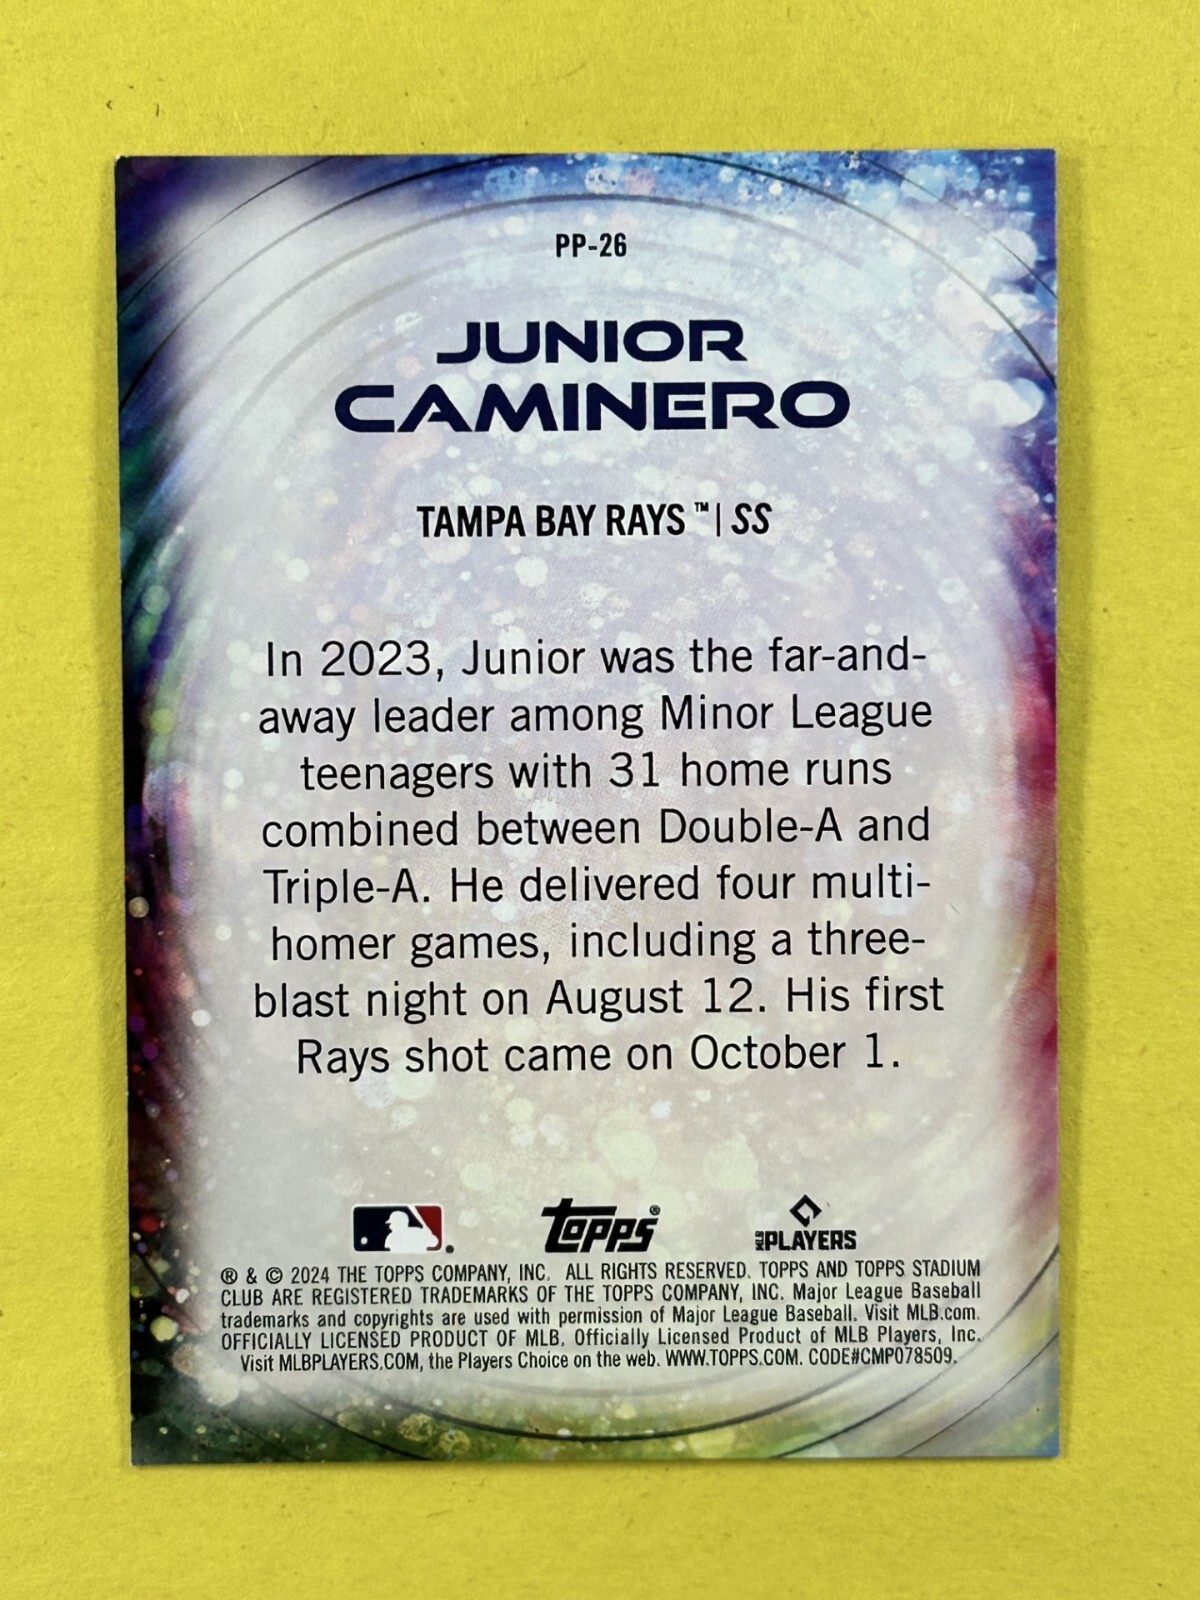 PP-26
JUNIOR
CAMINERO
TAMPA BAY RAYS™ | SS
In 2023, Junior was the far-and-
away leader among Minor League
teenagers with 31 home runs
combined between Double-A and
Triple-A. He delivered four multi-
homer games, including a three-
blast night on August 12. His first
Rays shot came on October 1.
topps® MLB PLAYERS
® & © 2024 THE TOPPS COMPANY, INC. ALL RIGHTS RESERVED. TOPPS AND TOPPS STADIUM
CLUB ARE REGISTERED TRADEMARKS OF THE TOPPS COMPANY, INC. Major League Baseball
trademarks and copyrights are used with permission of Major League Baseball. Visit MLB.com.
OFFICIALLY LICENSED PRODUCT OF MLB. Officially Licensed Product of MLB Players, Inc.
Visit MLBPLAYERS.COM, the Players Choice on the web. WWW.TOPPS.COM. CODE#CMP078509.